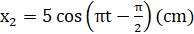 x₂ = 5 cos (πt − π/2) (cm)